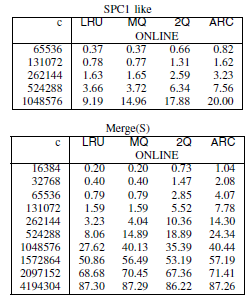 SPC1 like
c LRU MQ 2Q ARC
ONLINE
65536 0.37 0.37 0.66 0.82
131072 0.78 0.77 1.31 1.62
262144 1.63 1.65 2.59 3.23
524288 3.66 3.72 6.34 7.56
1048576 9.19 14.96 17.88 20.00
Merge(S)
c LRU MQ 2Q ARC
ONLINE
16384 0.20 0.20 0.73 1.04
32768 0.40 0.40 1.47 2.08
65536 0.79 0.79 2.85 4.07
131072 1.59 1.59 5.52 7.78
262144 3.23 4.04 10.36 14.30
524288 8.06 14.89 18.89 24.34
1048576 27.62 40.13 35.39 40.44
1572864 50.86 56.49 53.19 57.19
2097152 68.68 70.45 67.36 71.41
4194304 87.30 87.29 86.22 87.26